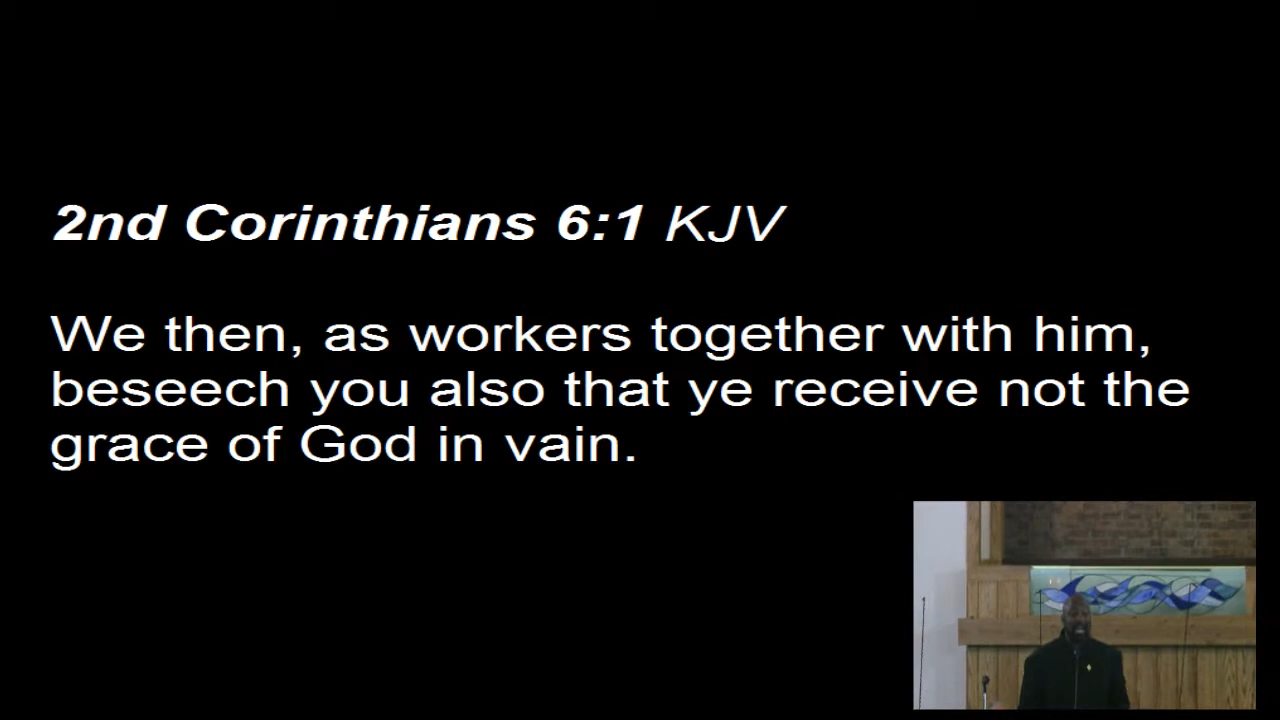 2nd Corinthians 6:1 KJV
We then, as workers together with him,
beseech you also that ye receive not the
grace of God in vain.